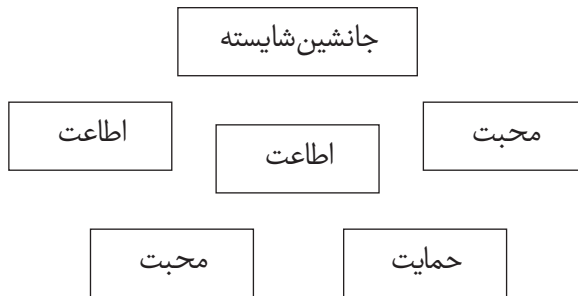 جانشین شایسته
محبت
اطاعت
اطاعت
حمایت
محبت